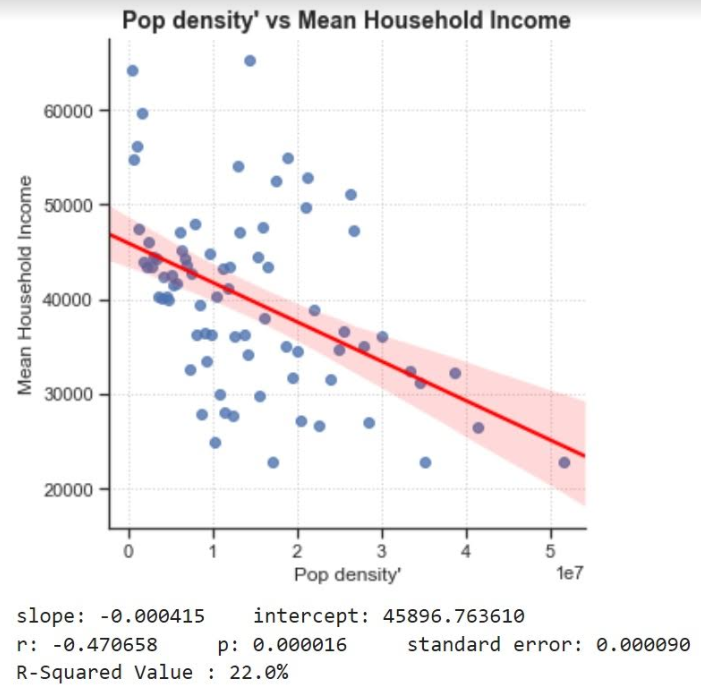 Pop density' vs Mean Household Income
60000
50000
40000
30000
20000
Mean Household Income
0 1 2 3 4 5
1e7
Pop density'
slope: -0.000415 intercept: 45896.763610
r: -0.470658 p: 0.000016 standard error: 0.000090
R-Squared Value : 22.0%